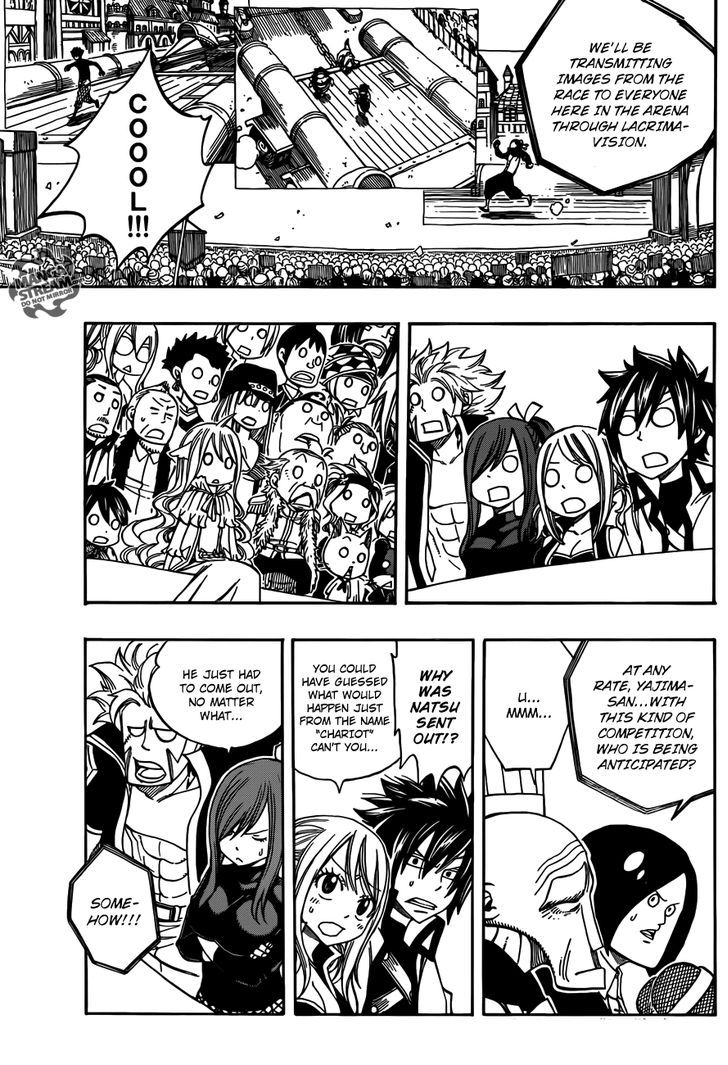 WE'LL BE
TRANSMITTING
IMAGES FROM THE
RACE TO EVERYONE
HERE IN THE ARENA
THROUGH LACRIMA-
VISION.
COOOL!!!
MANGA
STREAM
DO NOT MIRROR
AT ANY
RATE, YAJIMA-
SAN...WITH
THIS KIND OF
COMPETITION,
WHO IS BEING
ANTICIPATED?
U...
MMM...
WHY
WAS
NATSU
SENT
OUT!?
YOU COULD
HAVE GUESSED
WHAT WOULD
HAPPEN JUST
FROM THE NAME
"CHARIOT"
CAN'T YOU...
HE JUST HAD
TO COME OUT,
NO MATTER
WHAT...
SOME-
HOW!!!